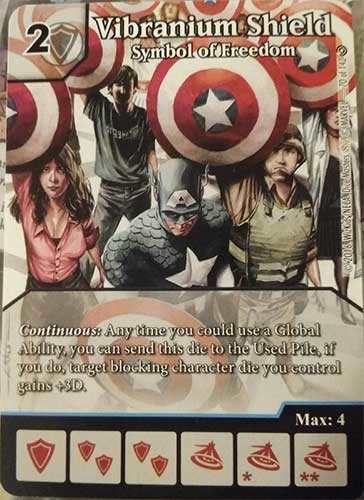 2
Vibranium Shield
Symbol of Freedom
Continuous: Any time you could use a Global
Ability, you can send this die to the Used Pile, if
you do, target blocking character die you control
gains +3D.
Max: 4
*
**